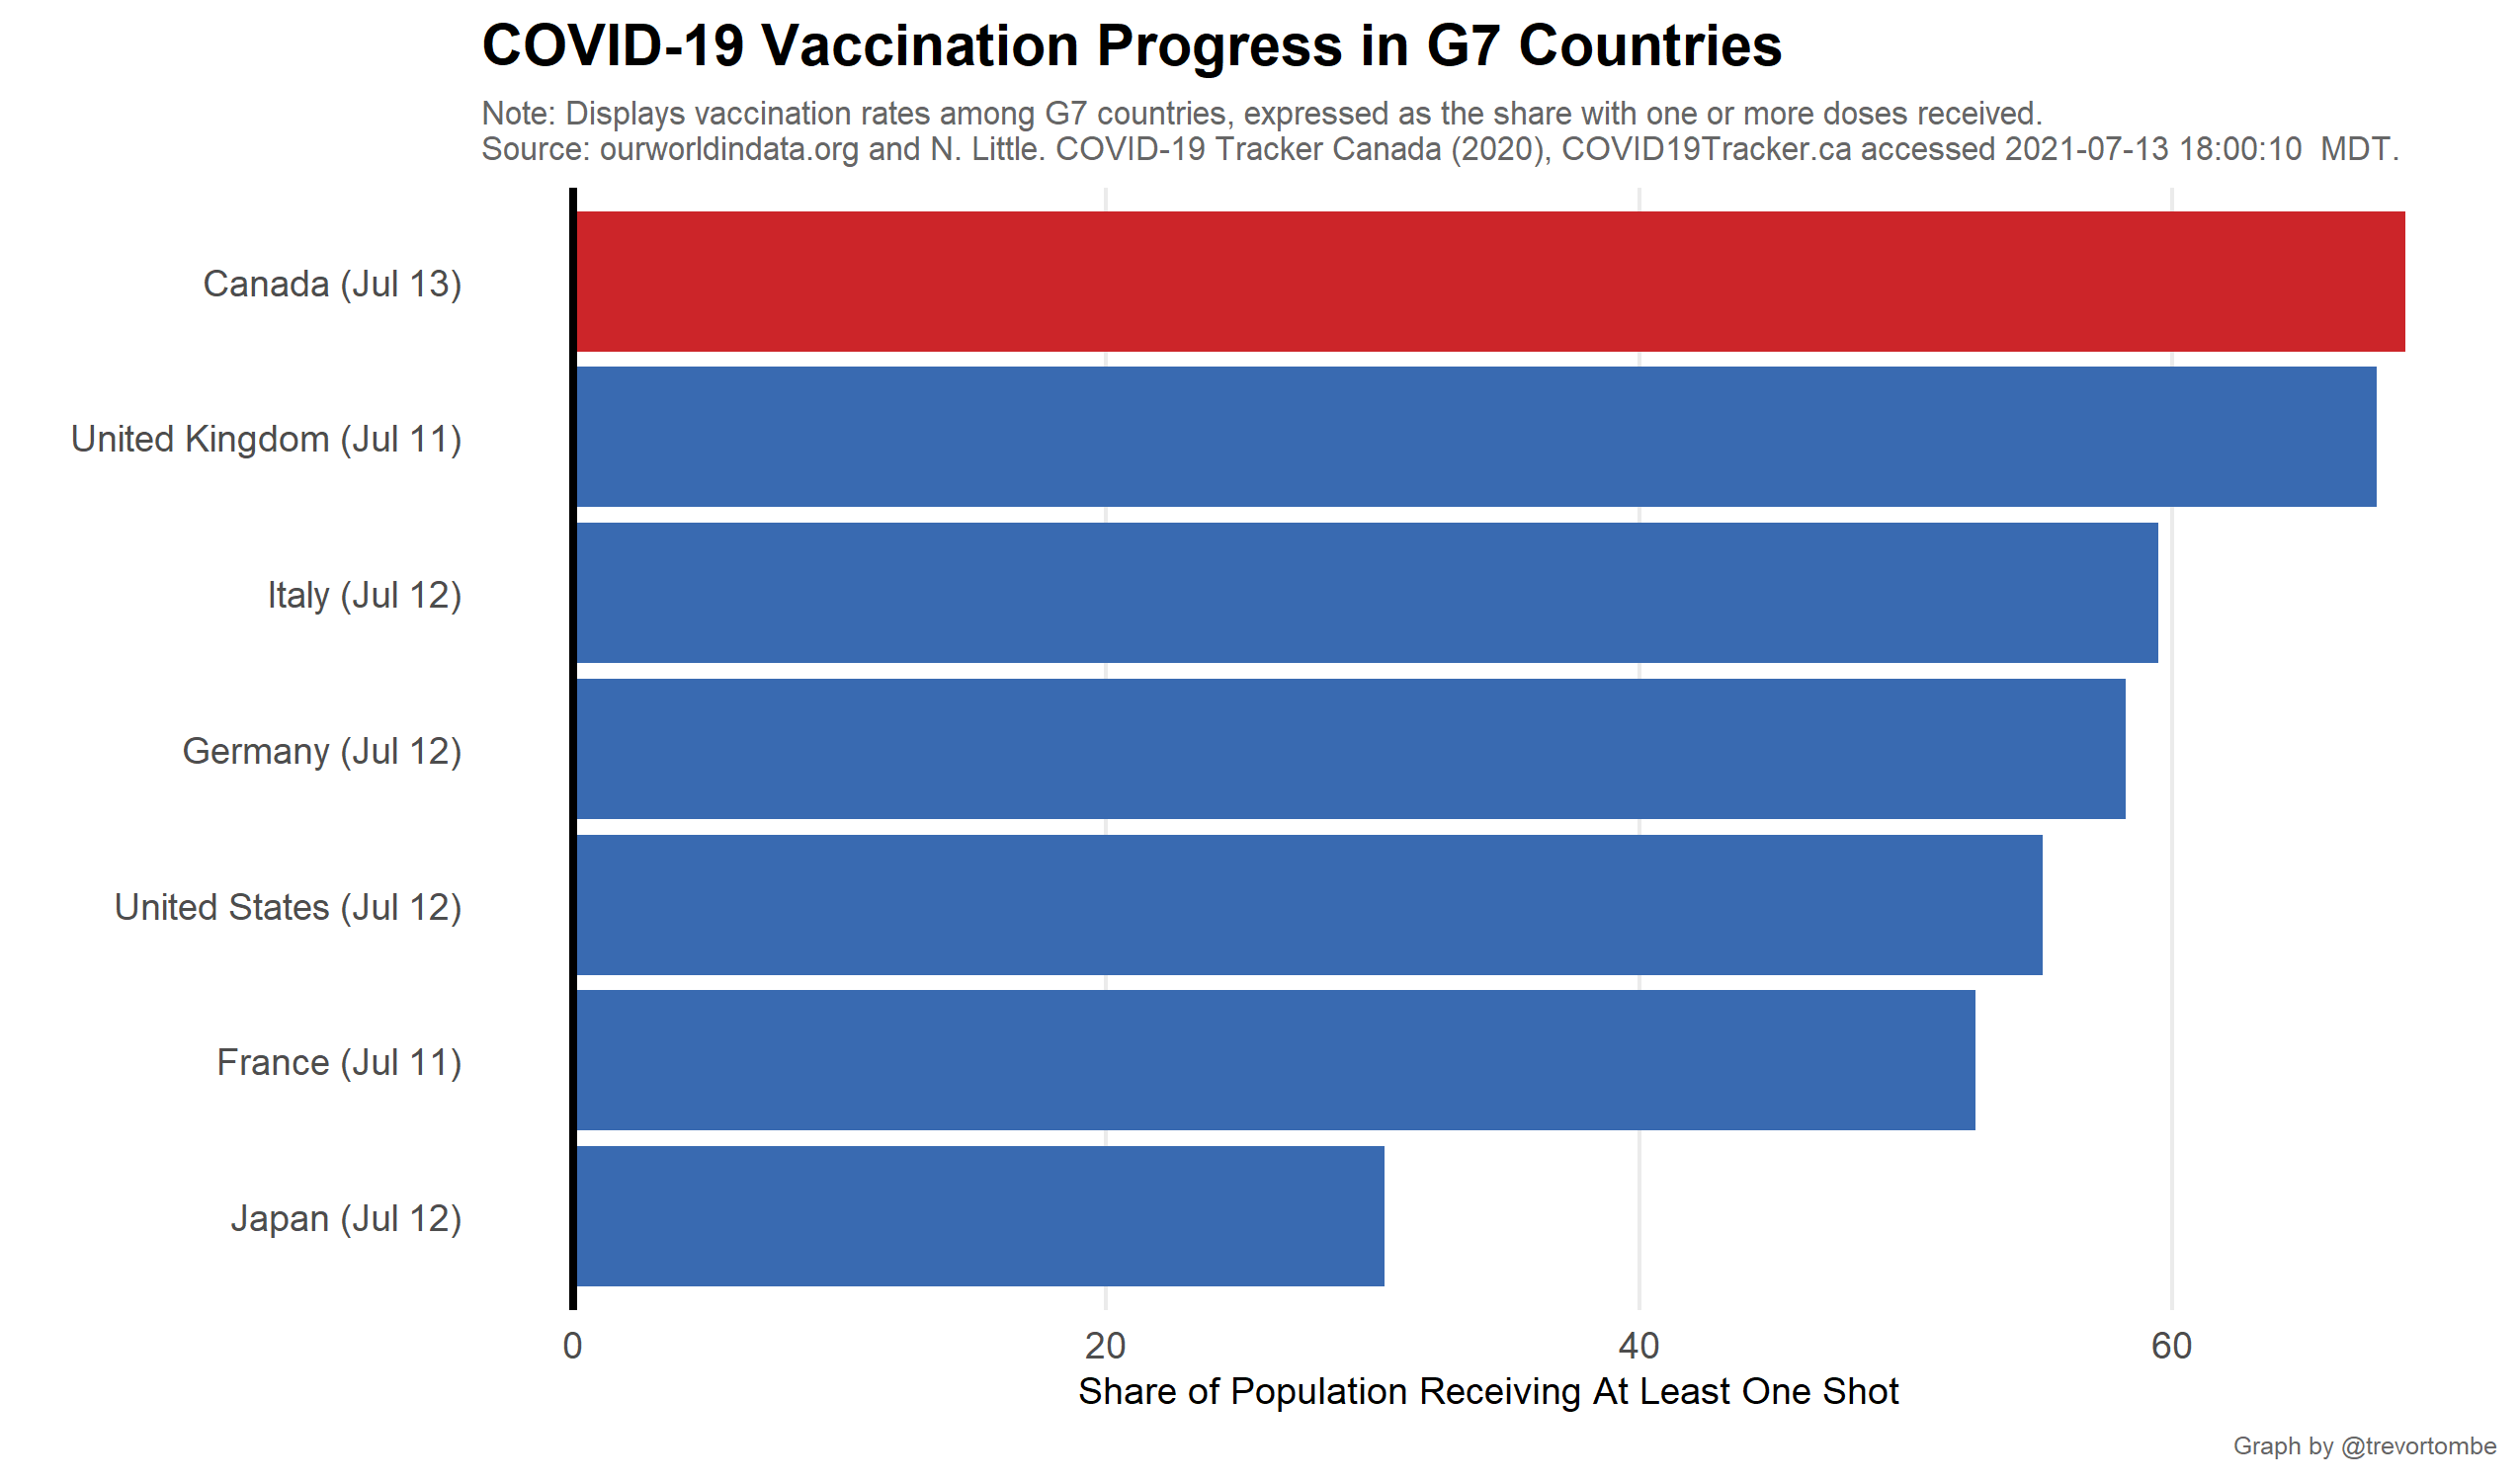 COVID-19 Vaccination Progress in G7 Countries
Note: Displays vaccination rates among G7 countries, expressed as the share with one or more doses received.
Source: ourworldindata.org and N. Little. COVID-19 Tracker Canada (2020), COVID19Tracker.ca accessed 2021-07-13 18:00:10  MDT.
Canada (Jul 13)
United Kingdom (Jul 11)
Italy (Jul 12)
Germany (Jul 12)
United States (Jul 12)
France (Jul 11)
Japan (Jul 12)
0 20 40 60
Share of Population Receiving At Least One Shot
Graph by @trevortombe